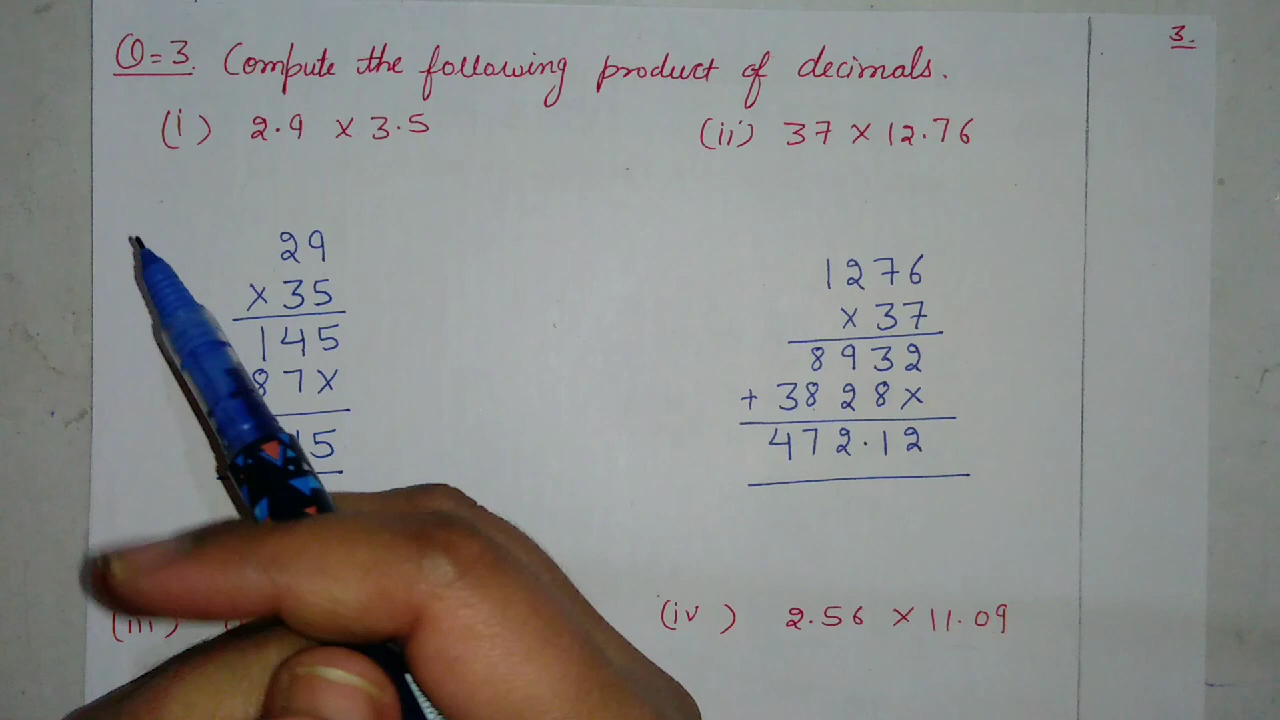 3.
Q=3. Compute the following product of decimals.
(i) 2.9 x 3.5
(ii) 37 x 12.76
29
x 35
145
87x
15
1276
x 37
8932
+ 3828x
472.12
(iii)
(iv) 2.56 x 11.09